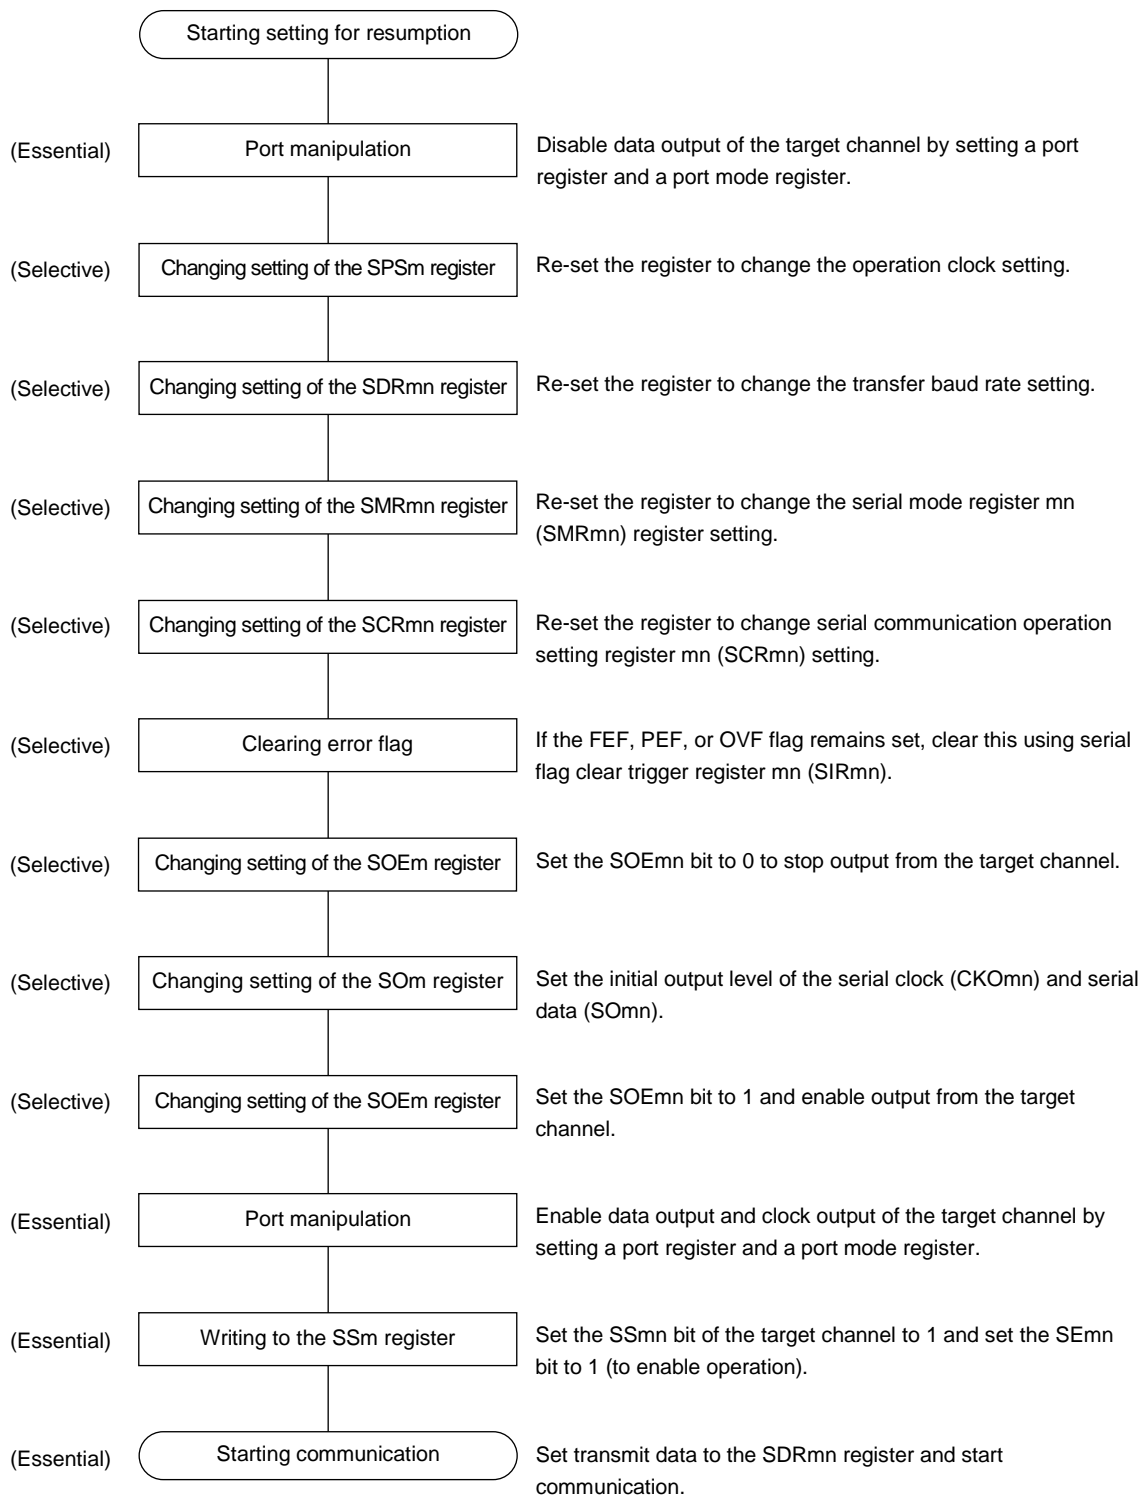 Starting setting for resumption
(Essential)
Port manipulation
Disable data output of the target channel by setting a port
register and a port mode register.
(Selective)
Changing setting of the SPSm register
Re-set the register to change the operation clock setting.
(Selective)
Changing setting of the SDRmn register
Re-set the register to change the transfer baud rate setting.
(Selective)
Changing setting of the SMRmn register
Re-set the register to change the serial mode register mn
(SMRmn) register setting.
(Selective)
Changing setting of the SCRmn register
Re-set the register to change serial communication operation
setting register mn (SCRmn) setting.
(Selective)
Clearing error flag
If the FEF, PEF, or OVF flag remains set, clear this using serial
flag clear trigger register mn (SIRmn).
(Selective)
Changing setting of the SOEm register
Set the SOEmn bit to 0 to stop output from the target channel.
(Selective)
Changing setting of the SOm register
Set the initial output level of the serial clock (CKOmn) and serial
data (SOmn).
(Selective)
Changing setting of the SOEm register
Set the SOEmn bit to 1 and enable output from the target
channel.
(Essential)
Port manipulation
Enable data output and clock output of the target channel by
setting a port register and a port mode register.
(Essential)
Writing to the SSm register
Set the SSmn bit of the target channel to 1 and set the SEmn
bit to 1 (to enable operation).
(Essential)
Starting communication
Set transmit data to the SDRmn register and start
communication.